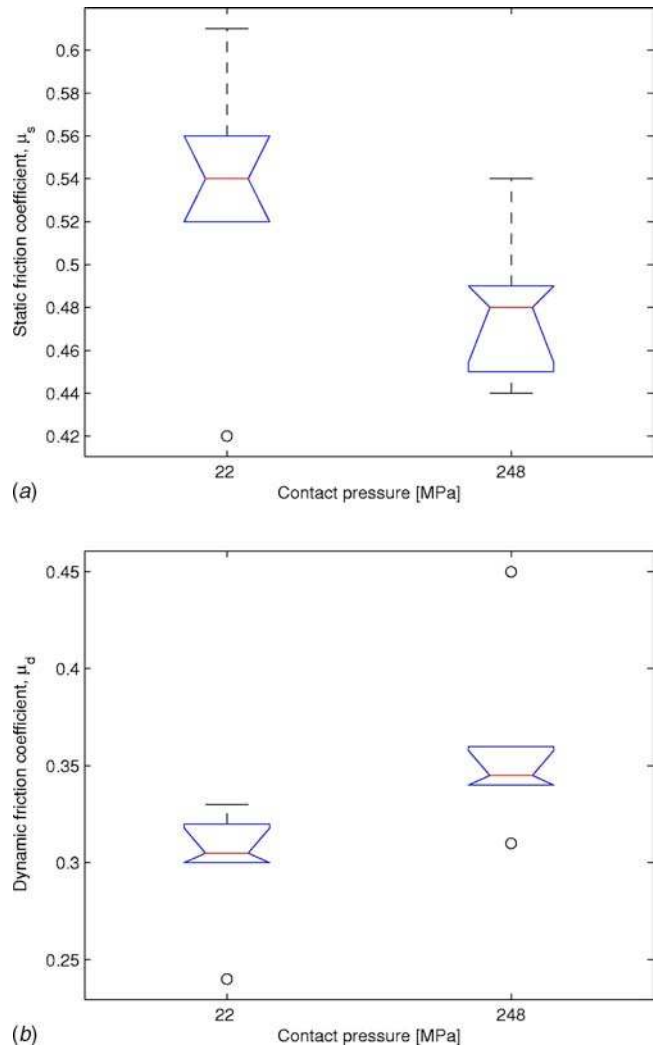 0.6
0.58
0.56
0.54
0.52
0.5
0.48
0.46
0.44
0.42
Static friction coefficient, μs
22 248
Contact pressure [MPa]
(a)
0.45
0.4
0.35
0.3
0.25
Dynamic friction coefficient, μd
22 248
Contact pressure [MPa]
(b)